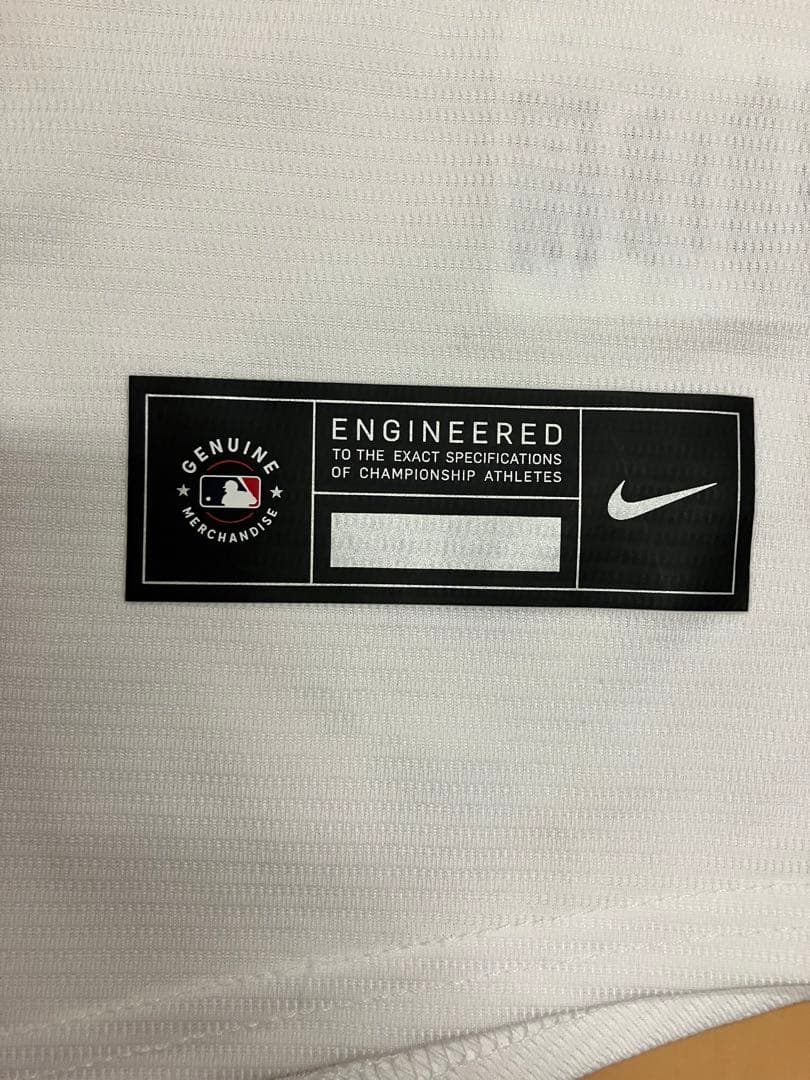 GENUINE
MERCHANDISE
ENGINEERED
TO THE EXACT SPECIFICATIONS
OF CHAMPIONSHIP ATHLETES